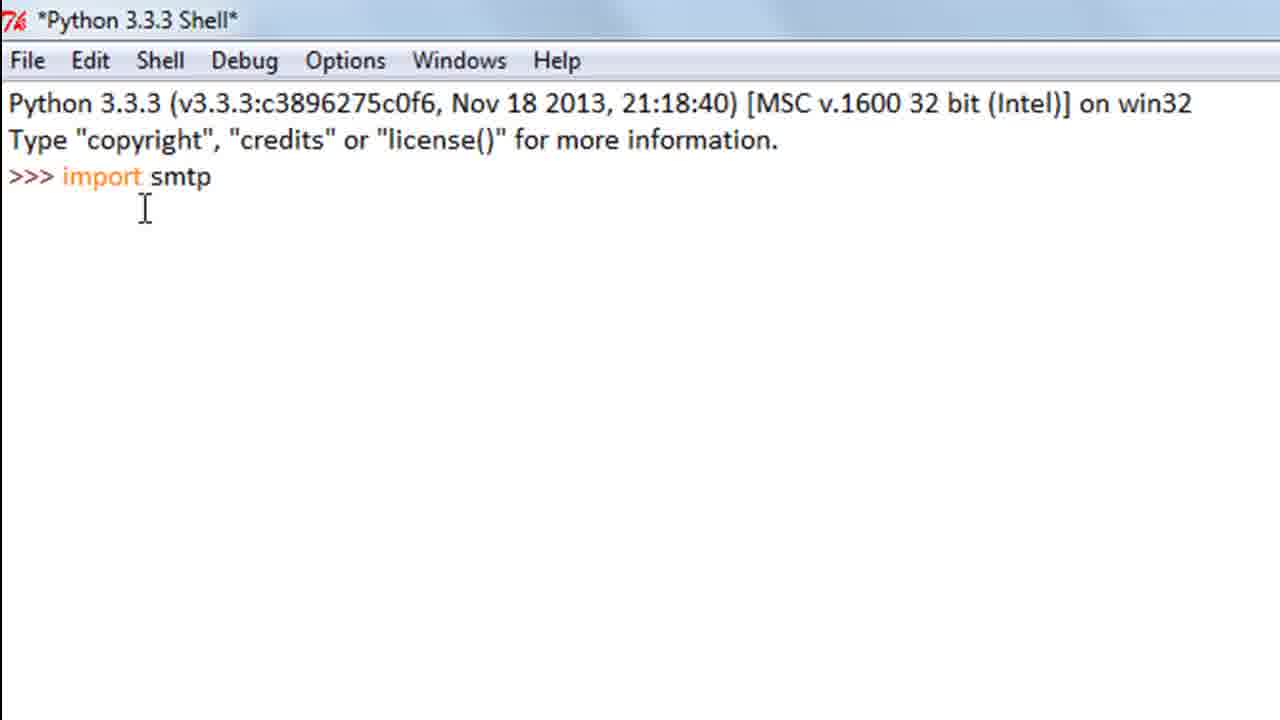 *Python 3.3.3 Shell*
File Edit Shell Debug Options Windows Help
Python 3.3.3 (v3.3.3:c3896275c0f6, Nov 18 2013, 21:18:40) [MSC v.1600 32 bit (Intel)] on win32
Type "copyright", "credits" or "license()" for more information.
>>> import smtp